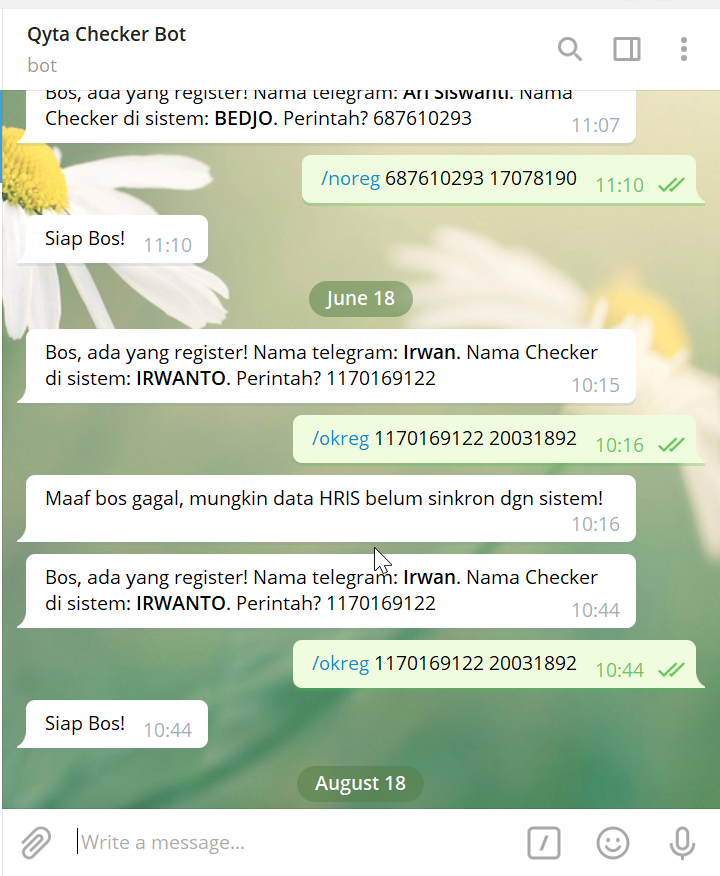 Qyta Checker Bot
bot
Bos, ada yang register! Nama telegram: Ari Siswanti. Nama
Checker di sistem: BEDJO. Perintah? 687610293
11:07
/noreg 687610293 17078190 11:10
Siap Bos! 11:10
June 18
Bos, ada yang register! Nama telegram: Irwan. Nama Checker
di sistem: IRWANTO. Perintah? 1170169122
10:15
/okreg 1170169122 20031892 10:16
Maaf bos gagal, mungkin data HRIS belum sinkron dgn sistem!
10:16
Bos, ada yang register! Nama telegram: Irwan. Nama Checker
di sistem: IRWANTO. Perintah? 1170169122
10:44
/okreg 1170169122 20031892 10:44
Siap Bos! 10:44
August 18
Write a message...